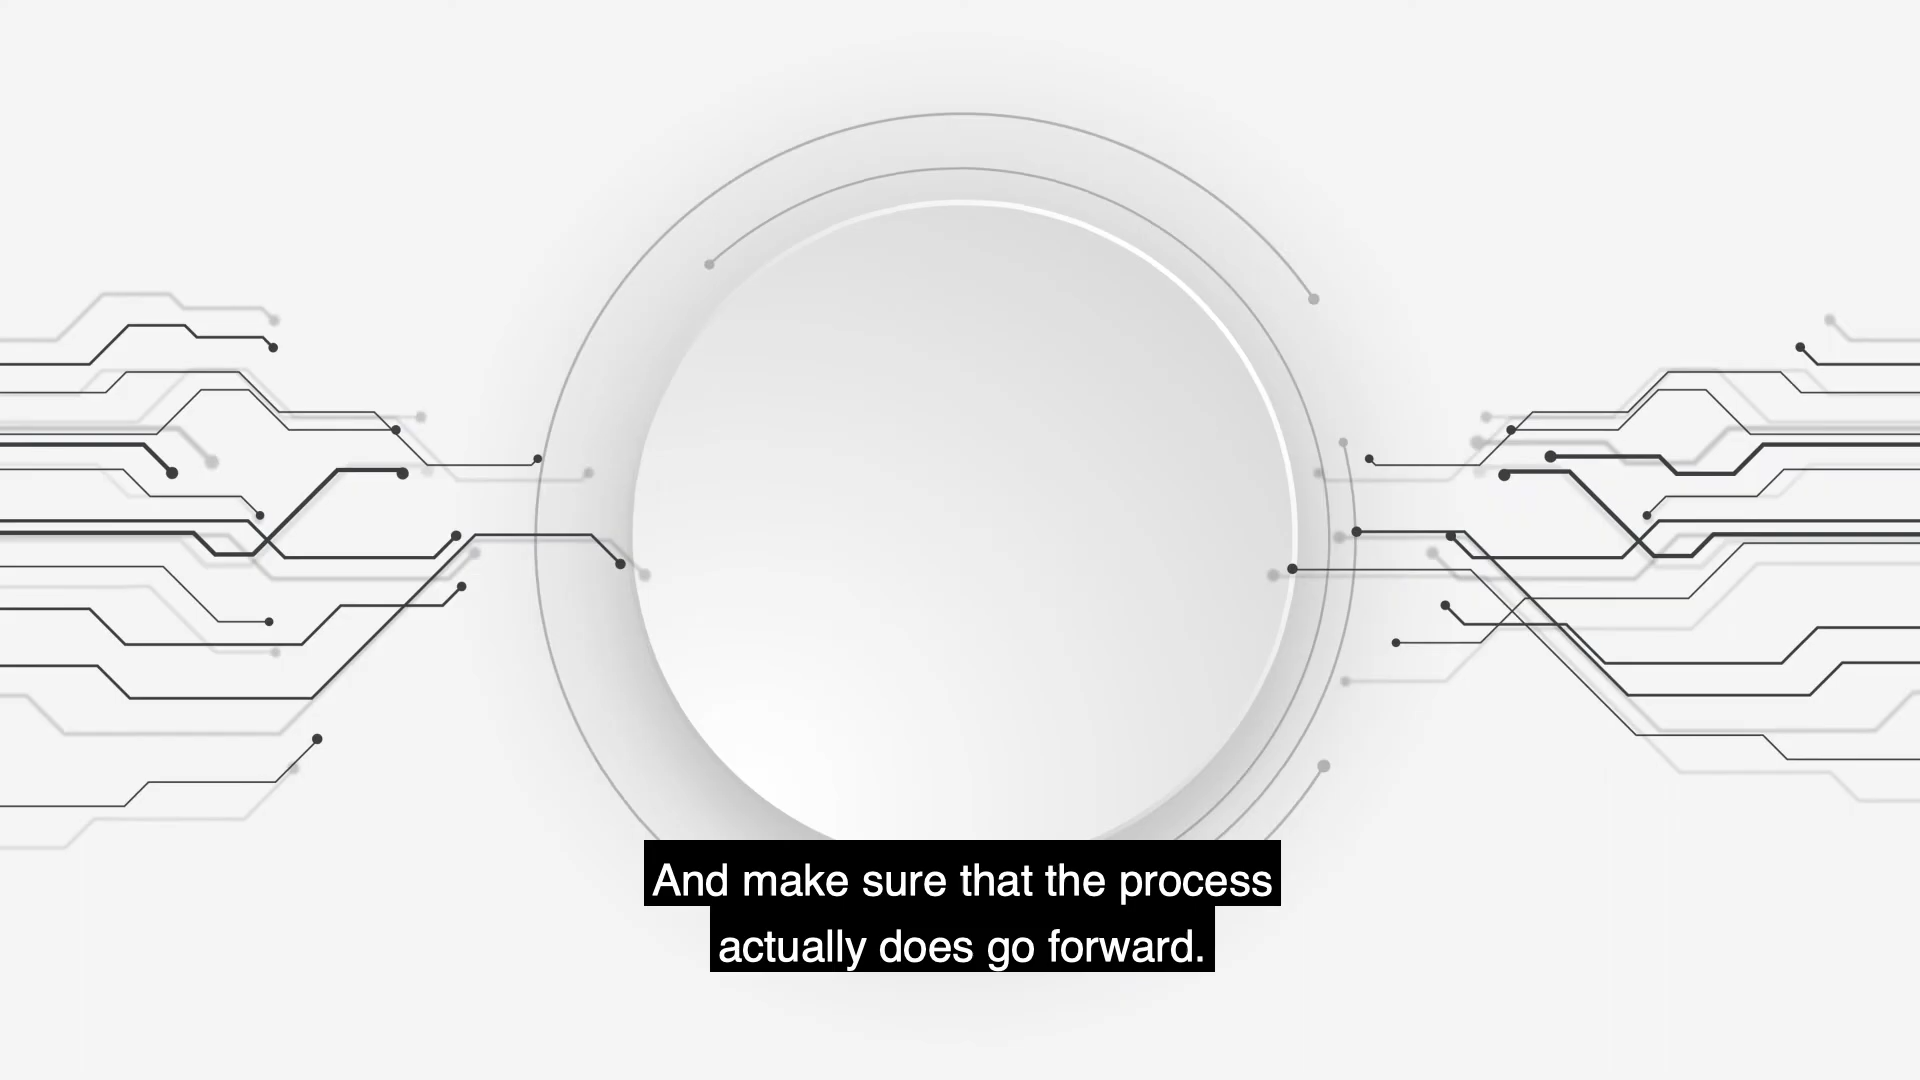 And make sure that the process
actually does go forward.